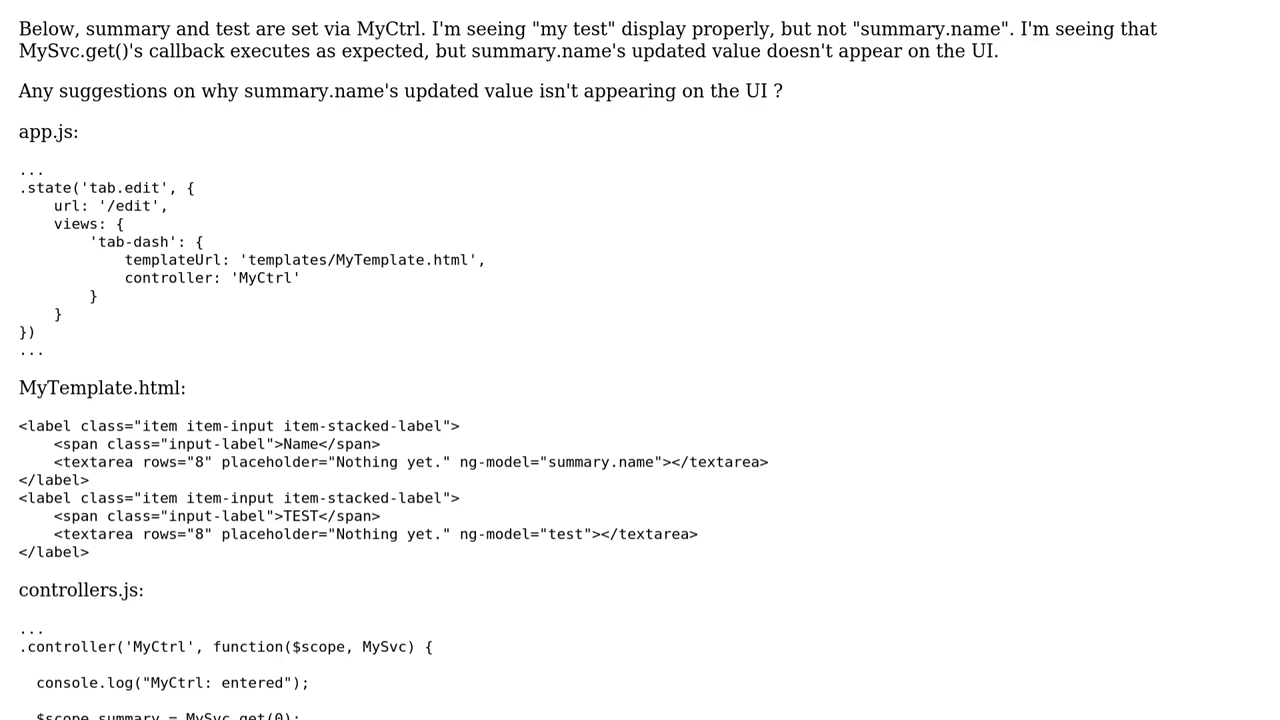 Below, summary and test are set via MyCtrl. I'm seeing "my test" display properly, but not "summary.name". I'm seeing that
MySvc.get()'s callback executes as expected, but summary.name's updated value doesn't appear on the UI.
Any suggestions on why summary.name's updated value isn't appearing on the UI ?
app.js:
...
.state('tab.edit', {
    url: '/edit',
    views: {
        'tab-dash': {
            templateUrl: 'templates/MyTemplate.html',
            controller: 'MyCtrl'
        }
    }
})
...
MyTemplate.html:
<label class="item item-input item-stacked-label">
    <span class="input-label">Name</span>
    <textarea rows="8" placeholder="Nothing yet." ng-model="summary.name"></textarea>
</label>
<label class="item item-input item-stacked-label">
    <span class="input-label">TEST</span>
    <textarea rows="8" placeholder="Nothing yet." ng-model="test"></textarea>
</label>
controllers.js:
...
.controller('MyCtrl', function($scope, MySvc) {
  console.log("MyCtrl: entered");
  $scope.summary = MySvc.get(0);